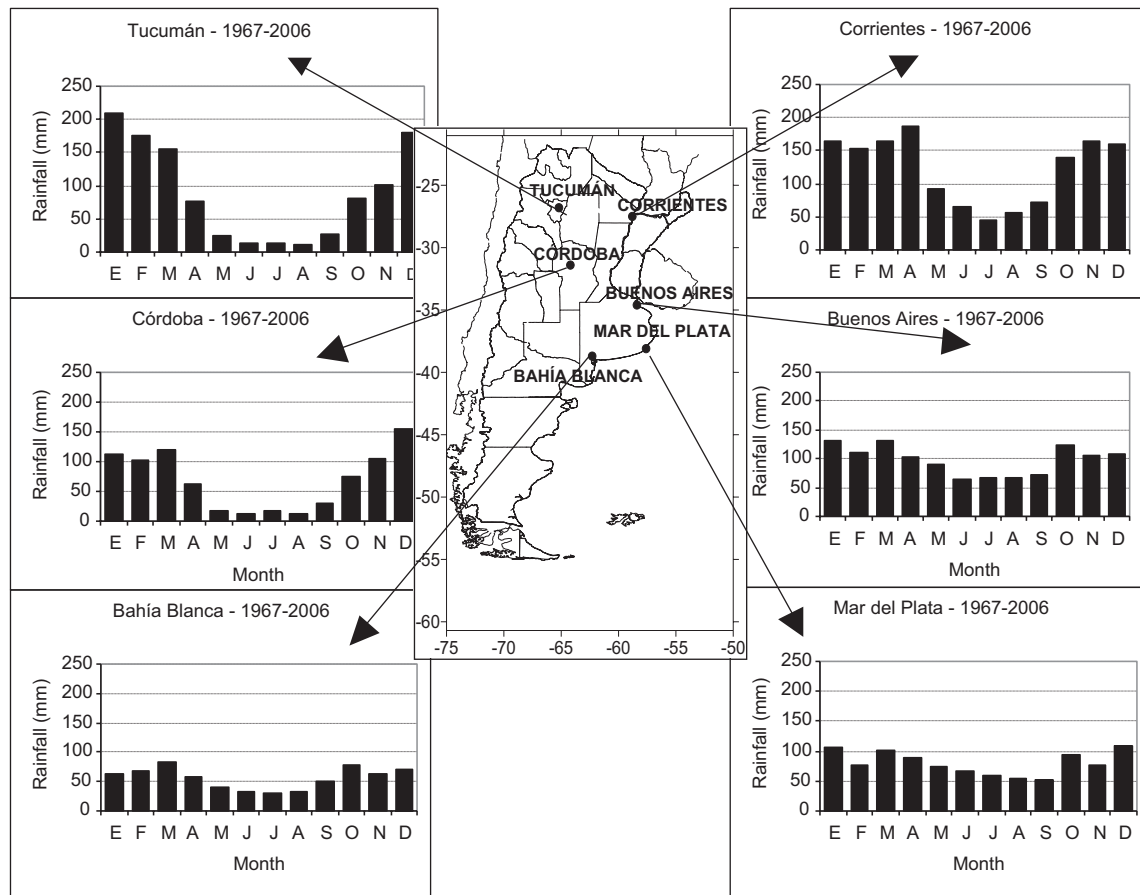 Tucumán - 1967-2006
Rainfall (mm)
250
200
150
100
50
0
E F M A M J J A S O N D
Corrientes - 1967-2006
Rainfall (mm)
250
200
150
100
50
0
E F M A M J J A S O N D
Córdoba - 1967-2006
Rainfall (mm)
250
200
150
100
50
0
E F M A M J J A S O N D
Month
-25
-30
-35
-40
-45
-50
-55
-60
-75 -70 -65 -60 -55 -50
TUCUMÁN
CORRIENTES
CÓRDOBA
BUENOS AIRES
MAR DEL PLATA
BAHÍA BLANCA
Buenos Aires - 1967-2006
Rainfall (mm)
250
200
150
100
50
0
E F M A M J J A S O N D
Month
Bahía Blanca - 1967-2006
Rainfall (mm)
250
200
150
100
50
0
E F M A M J J A S O N D
Month
Mar del Plata - 1967-2006
Rainfall (mm)
250
200
150
100
50
0
E F M A M J J A S O N D
Month